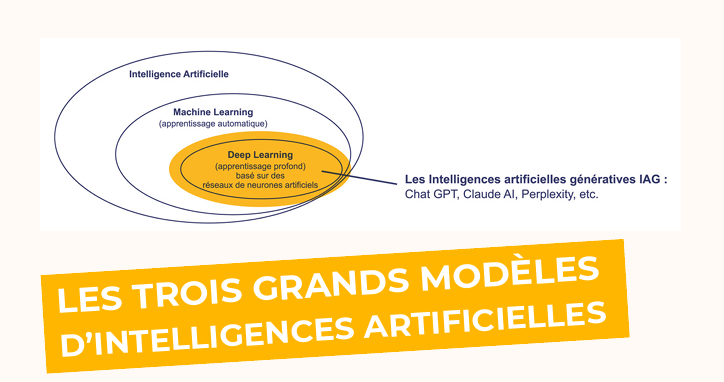 Intelligence Artificielle
Machine Learning
(apprentissage automatique)
Deep Learning
(apprentissage profond)
basé sur des
réseaux de neurones artificiels
Les Intelligences artificielles génératives IAG :
Chat GPT, Claude AI, Perplexity, etc.
LES TROIS GRANDS MODÈLES
D’INTELLIGENCES ARTIFICIELLES